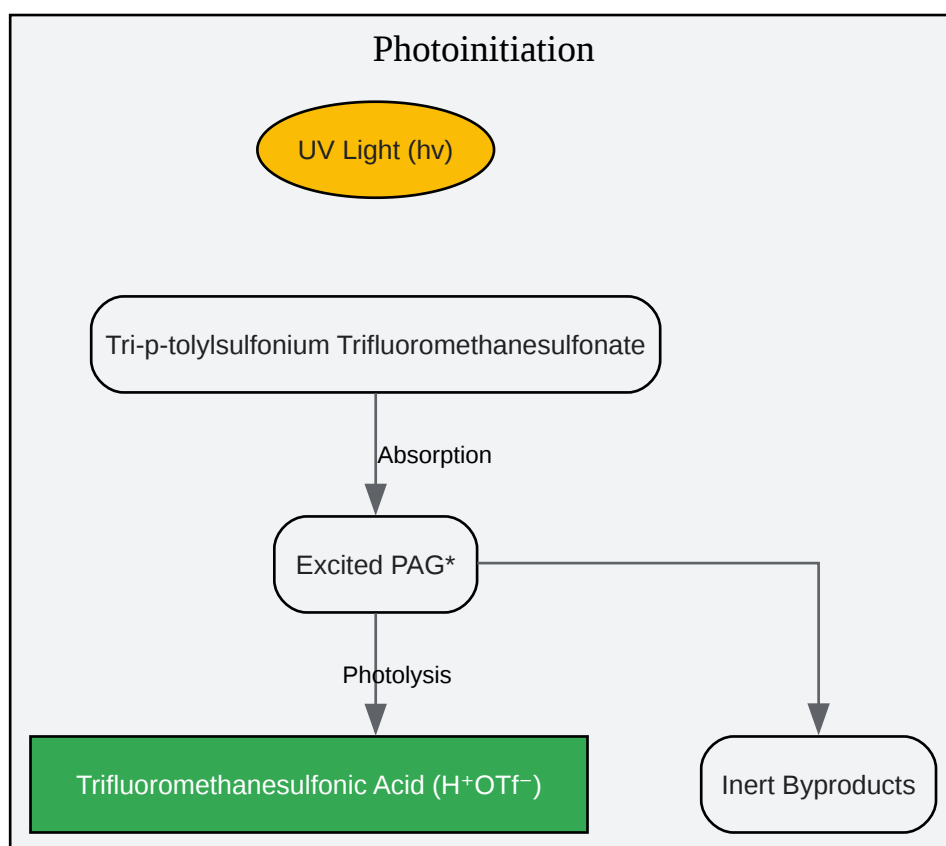 Photoinitiation
UV Light (hv)
Tri-p-tolylsulfonium Trifluoromethanesulfonate
Absorption
Excited PAG*
Photolysis
Trifluoromethanesulfonic Acid (H⁺OTf⁻)
Inert Byproducts